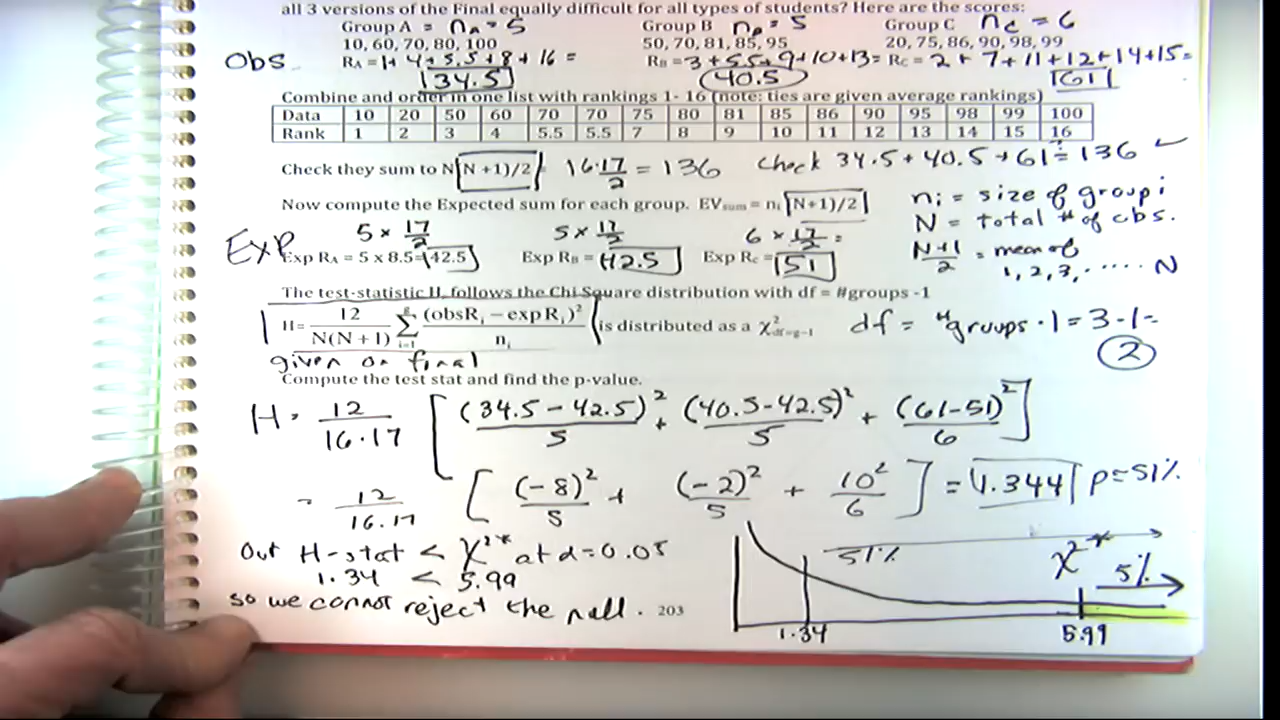 all 3 versions of the Final equally difficult for all types of students? Here are the scores:
Group A = nA = 5 Group B nB = 5 Group C nC = 6
10, 60, 70, 80, 100 50, 70, 81, 85, 95 20, 75, 86, 90, 98, 99
Obs RA = 1+ 4+5.5+8+ 16 = RB = 3+5.5+9+10+13= RC = 2+ 7+11+12+14+15=
34.5 40.5 61
Combine and order in one list with rankings 1- 16 (note: ties are given average rankings)
Data 10 20 50 60 70 70 75 80 81 85 86 90 95 98 99 100
Rank 1 2 3 4 5.5 5.5 7 8 9 10 11 12 13 14 15 16
Check they sum to N(N +1)/2 = 16·17/2 = 136 check 34.5 + 40.5 + 61 ?= 136 ✓
Now compute the Expected sum for each group. EVsum = ni (N+1)/2
ni = size of group i
N = total # of obs.
N+1/2 = mean of
1, 2, 3, ..... N
EXP 5 × 17/2 5 × 17/2 6 × 17/2 =
Exp RA = 5 x 8.5= 42.5 Exp RB = 42.5 Exp RC = 51
The test-statistic H, follows the Chi Square distribution with df = #groups -1
H= 12/N(N+1) ∑ i=1 g (obsRi − expRi)²/ni is distributed as a χ² df=g−1 df = #groups - 1 = 3-1=
2
given on final
Compute the test stat and find the p-value.
H = 12/16·17 [ (34.5 − 42.5)²/5 + (40.5-42.5)²/5 + (61-51)²/6 ]
= 12/16·17 [ (-8)²/5 + (-2)²/5 + 10²/6 ] = 1.344 p=51%
Our H-stat < χ²* at α=0.05
1.34 < 5.99
so we cannot reject the null. 203
51% χ²* 5%
1.34 5.99